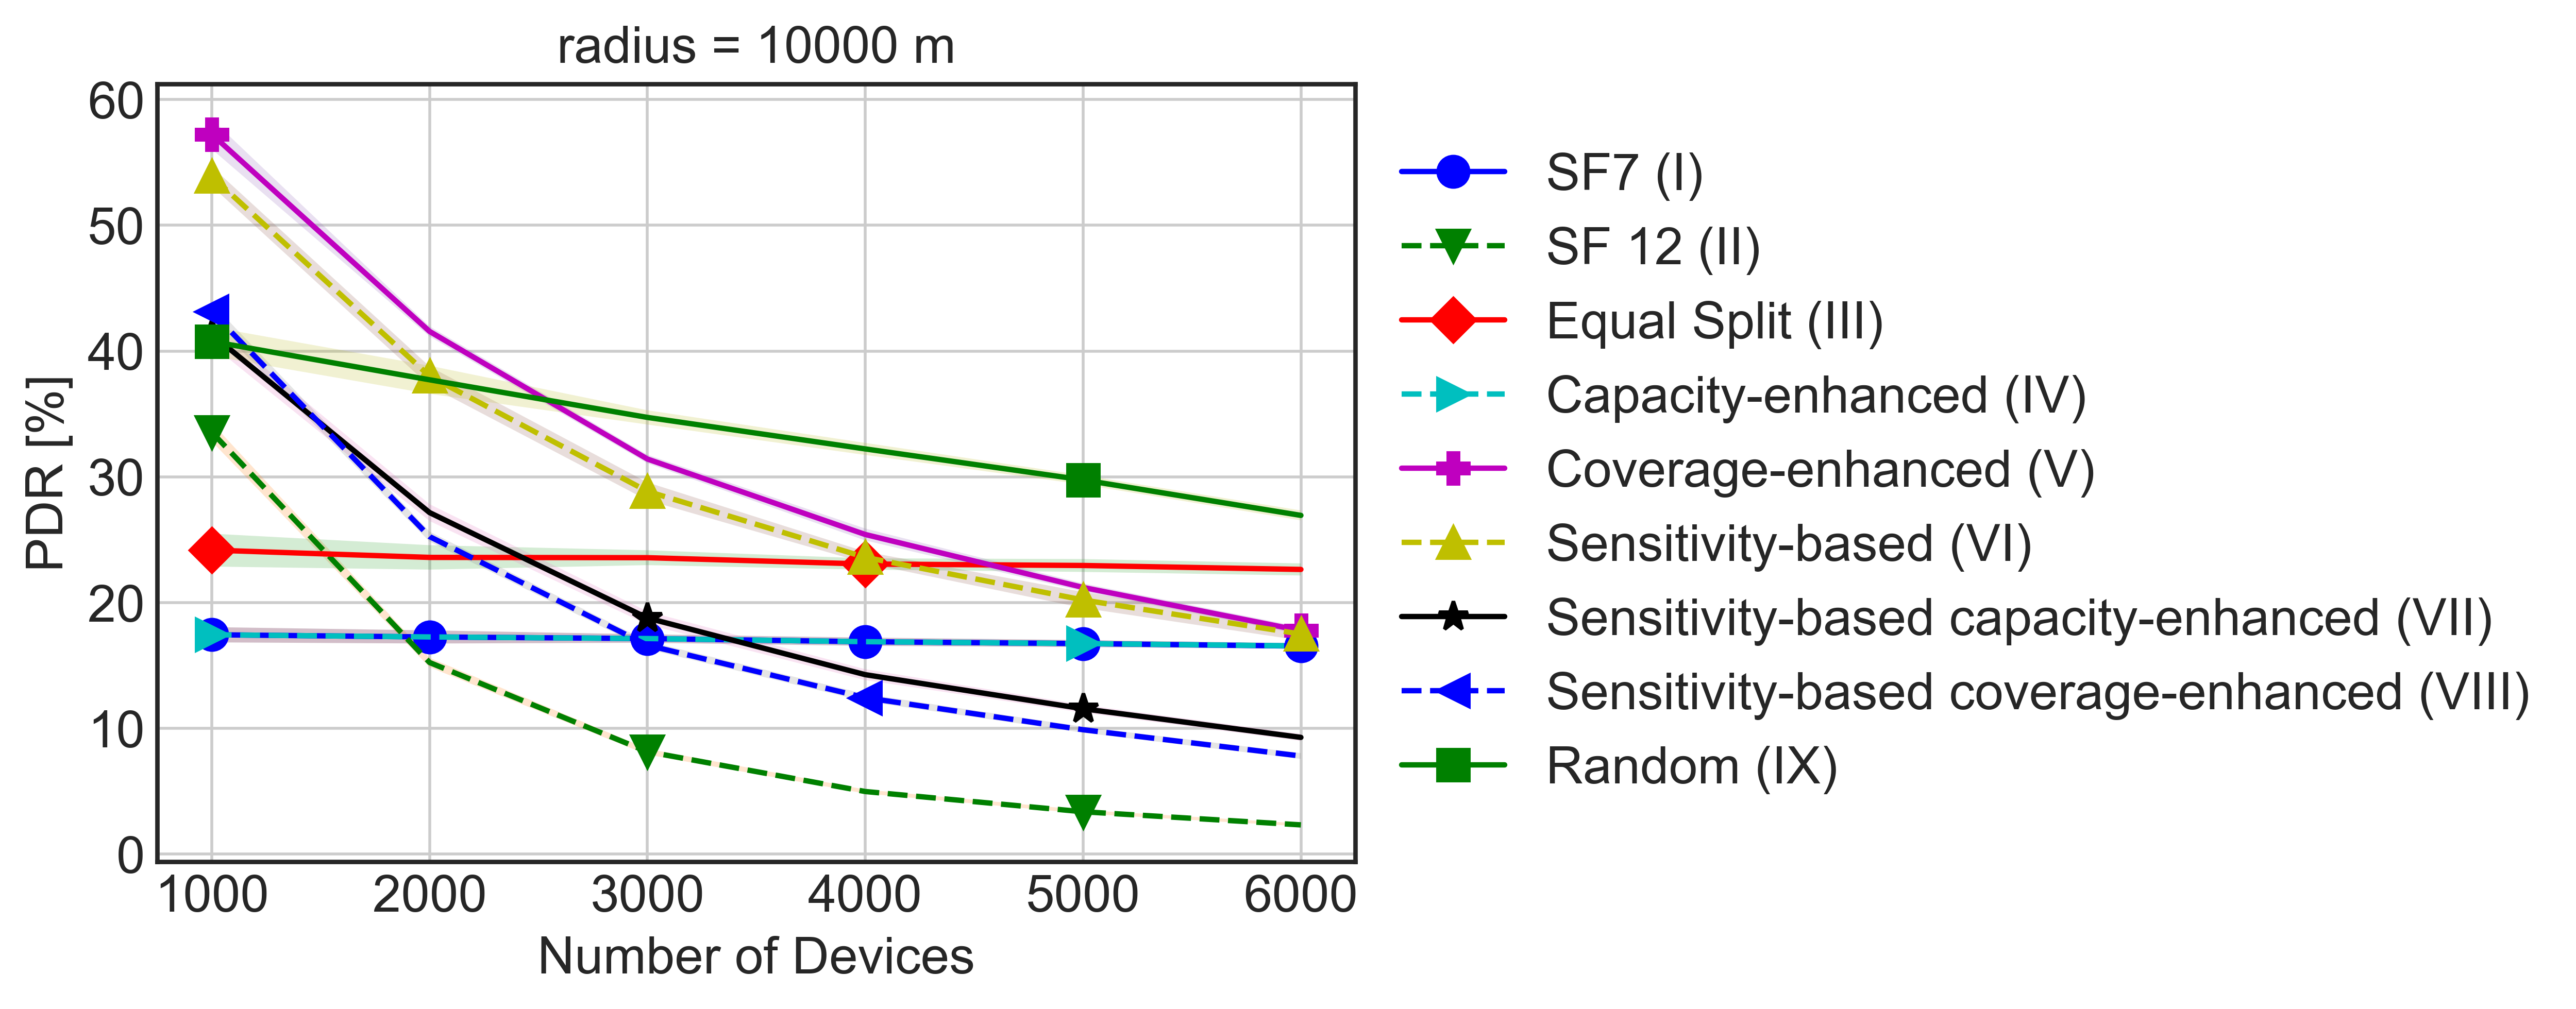 radius = 10000 m
60
50
40
30
20
10
0
PDR [%]
1000 2000 3000 4000 5000 6000
Number of Devices
SF7 (I)
SF 12 (II)
Equal Split (III)
Capacity-enhanced (IV)
Coverage-enhanced (V)
Sensitivity-based (VI)
Sensitivity-based capacity-enhanced (VII)
Sensitivity-based coverage-enhanced (VIII)
Random (IX)